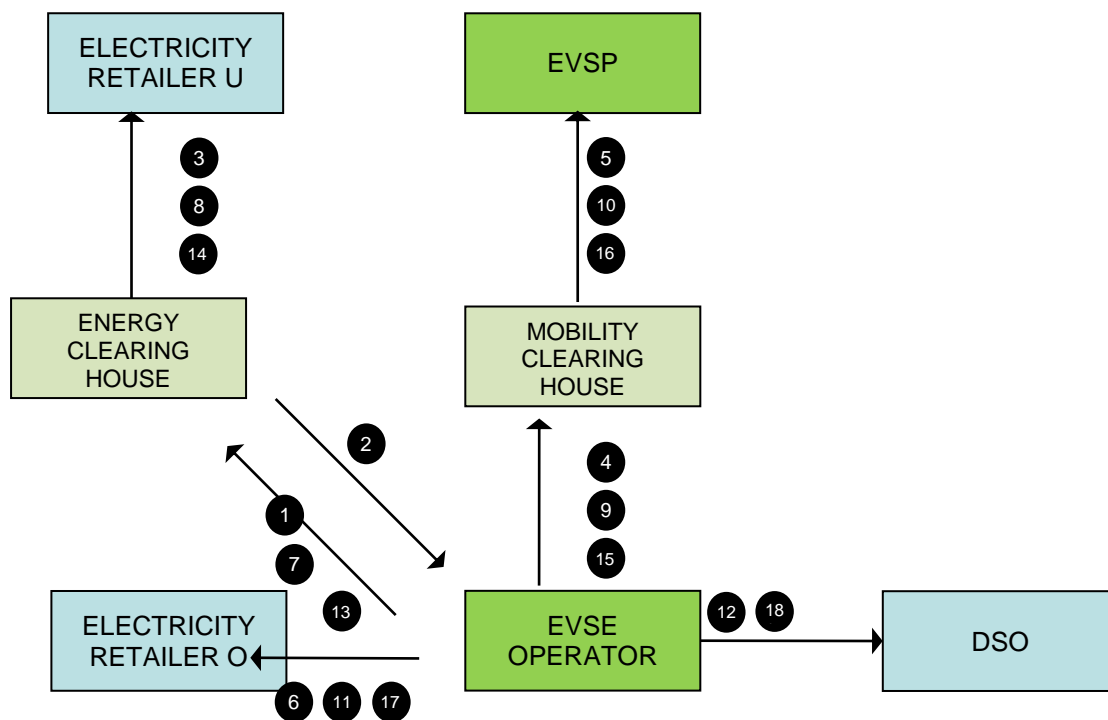 ELECTRICITY
RETAILER U
EVSP
3
8
14
5
10
16
ENERGY
CLEARING
HOUSE
MOBILITY
CLEARING
HOUSE
2
4
1
9
7
15
13
ELECTRICITY
RETAILER O
EVSE
OPERATOR
12 18
DSO
6 11 17